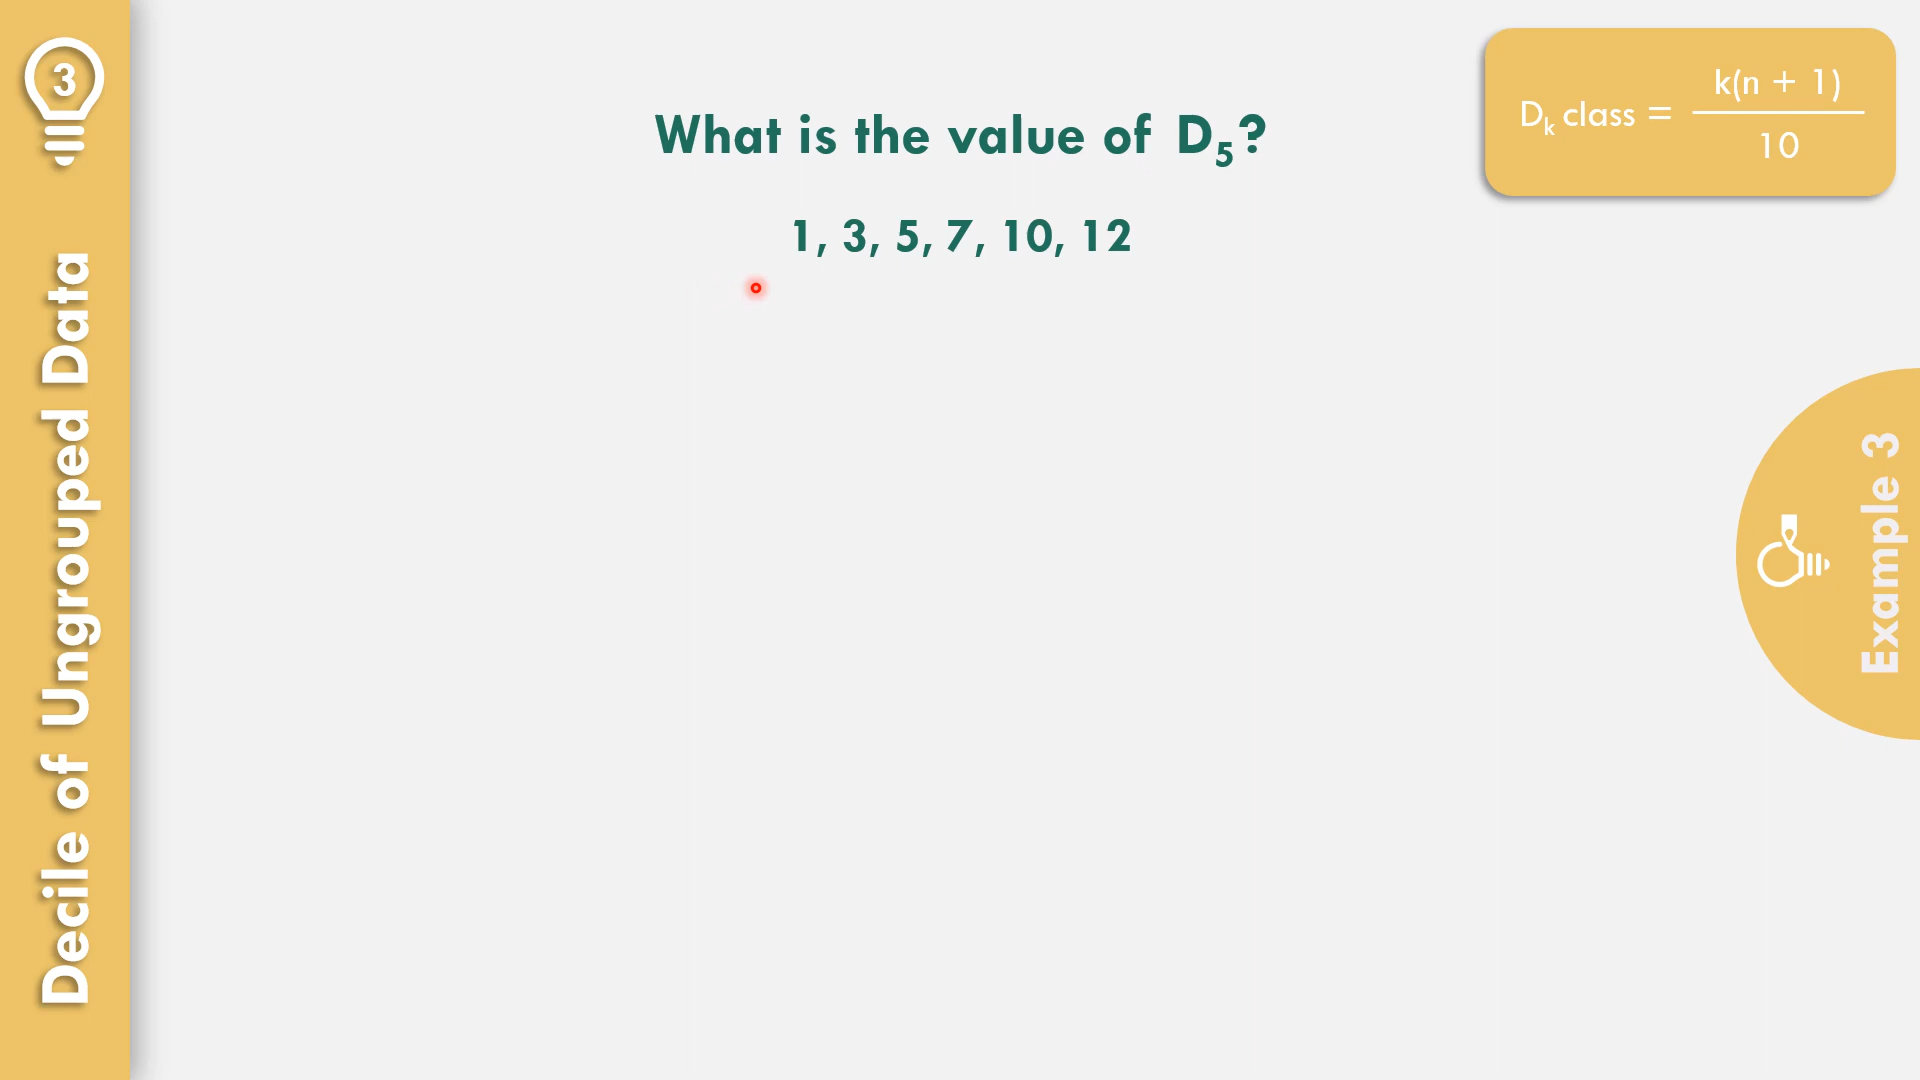 3
Decile of Ungrouped Data
What is the value of D₅?
1, 3, 5, 7, 10, 12
Dₖ class = k(n + 1)
10
Example 3